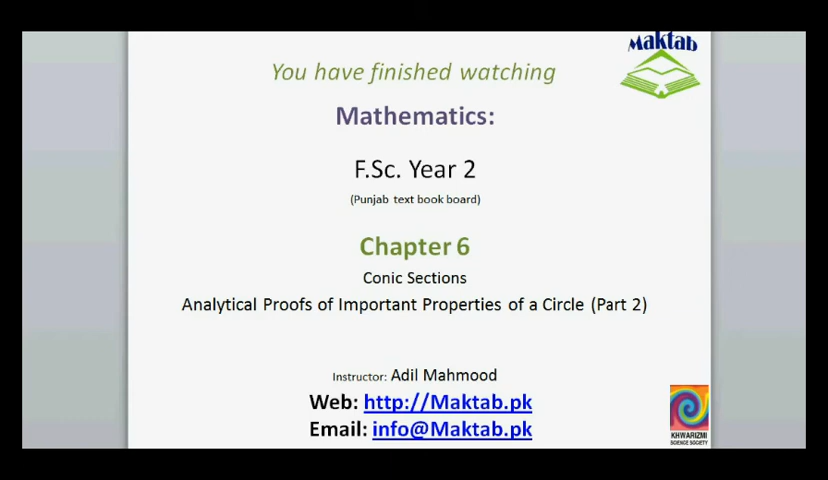 Maktab
You have finished watching
Mathematics:
F.Sc. Year 2
(Punjab text book board)
Chapter 6
Conic Sections
Analytical Proofs of Important Properties of a Circle (Part 2)
Instructor: Adil Mahmood
Web: http://Maktab.pk
Email: info@Maktab.pk
KHWARIZMI
SCIENCE SOCIETY